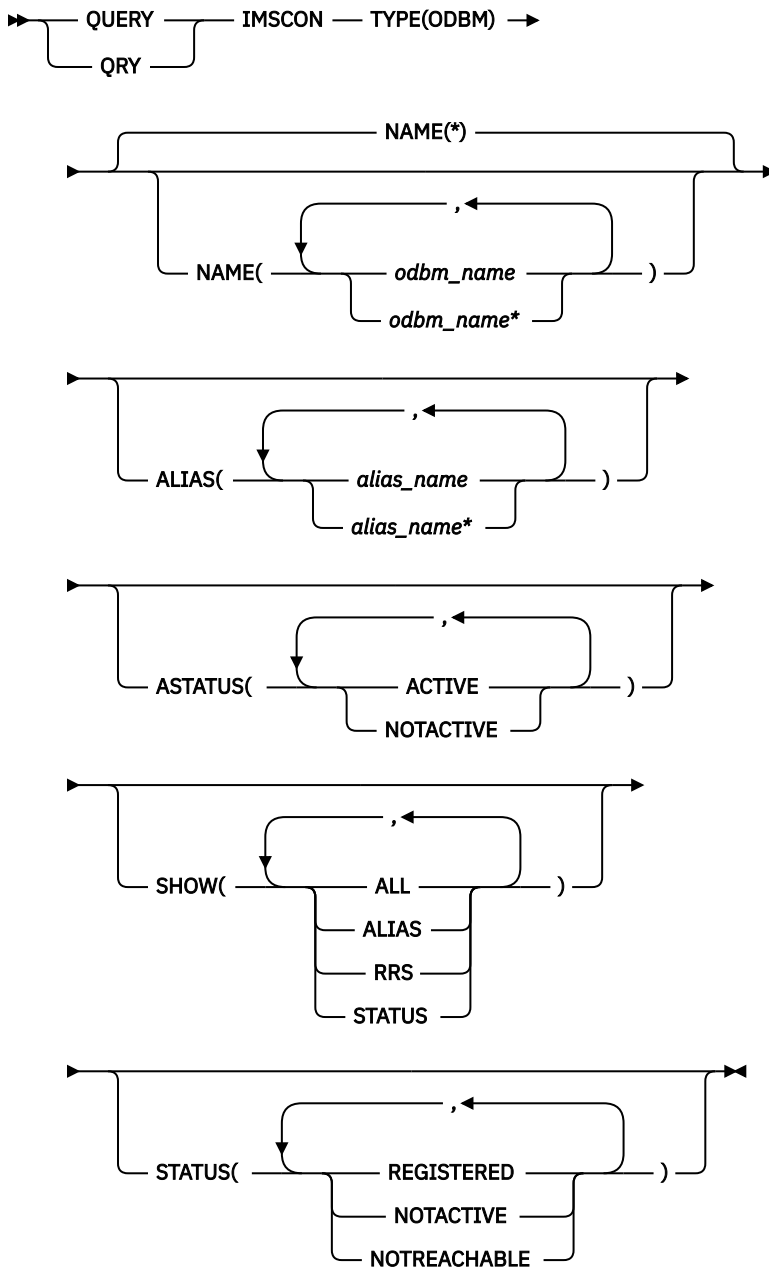 QUERY IMSCON TYPE(ODBM)
QRY
NAME(*)
,
NAME( odbm_name )
odbm_name*
,
ALIAS( alias_name )
alias_name*
,
ASTATUS( ACTIVE )
NOTACTIVE
,
SHOW( ALL )
ALIAS
RRS
STATUS
,
STATUS( REGISTERED )
NOTACTIVE
NOTREACHABLE